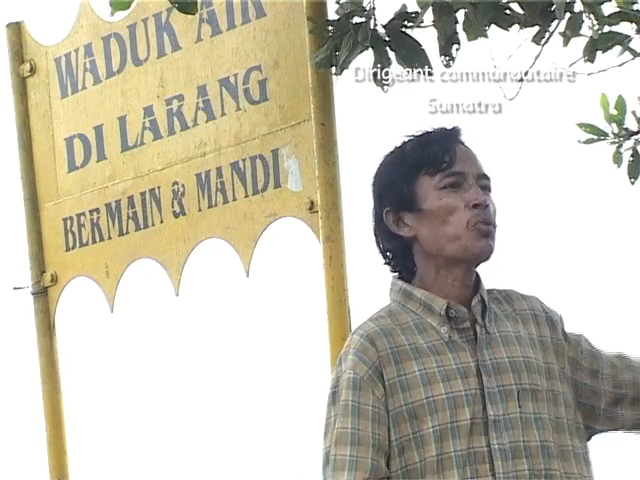 WADUK AIR
DI LARANG
BERMAIN & MANDI
Dirigeant communautaire
Sumatra